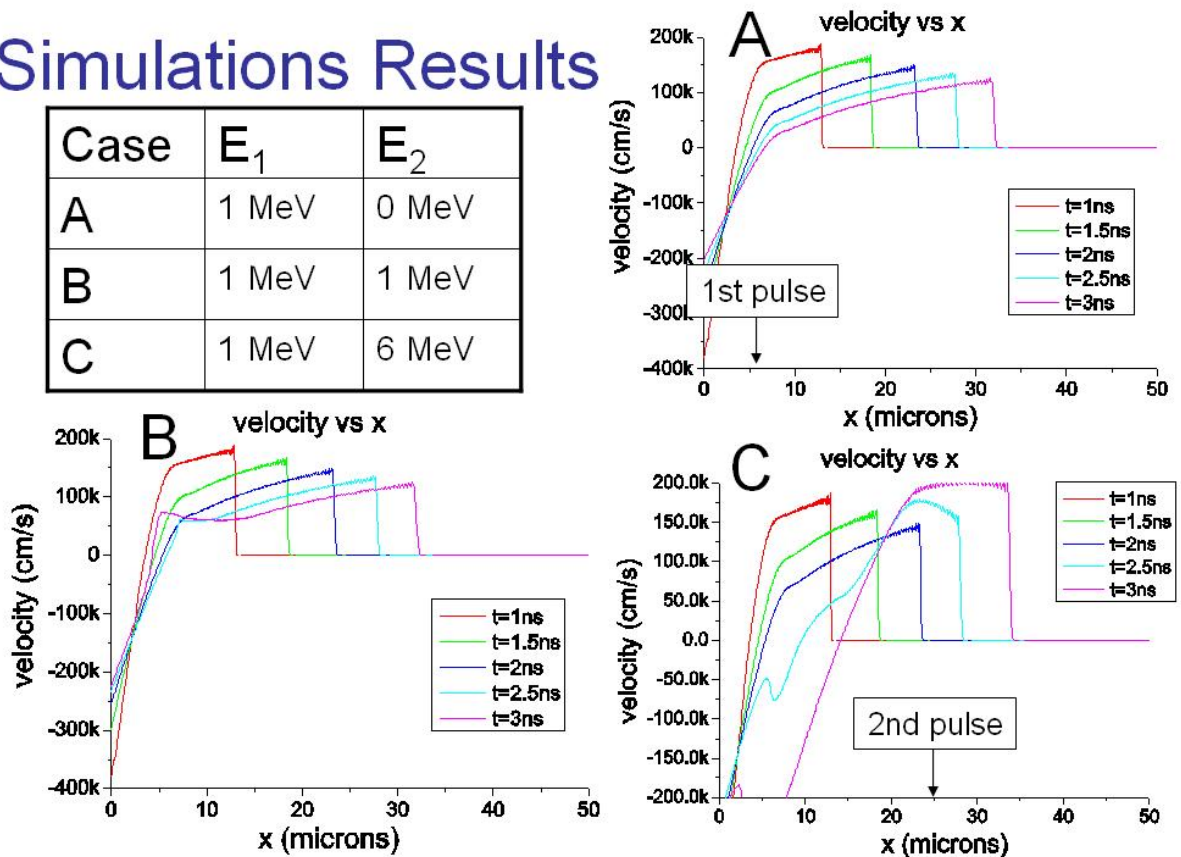 Simulations Results
Case E1 E2
A 1 MeV 0 MeV
B 1 MeV 1 MeV
C 1 MeV 6 MeV
A
velocity vs x
200k
100k
0
-100k
-200k
-300k
-400k
velocity (cm/s)
1st pulse
t=1ns
t=1.5ns
t=2ns
t=2.5ns
t=3ns
0 10 20 30 40 50
x (microns)
B
velocity vs x
200k
100k
0
-100k
-200k
-300k
-400k
velocity (cm/s)
t=1ns
t=1.5ns
t=2ns
t=2.5ns
t=3ns
0 10 20 30 40 50
x (microns)
C
velocity vs x
200.0k
150.0k
100.0k
50.0k
0.0
-50.0k
-100.0k
-150.0k
-200.0k
velocity (cm/s)
t=1ns
t=1.5ns
t=2ns
t=2.5ns
t=3ns
2nd pulse
0 10 20 30 40 50
x (microns)